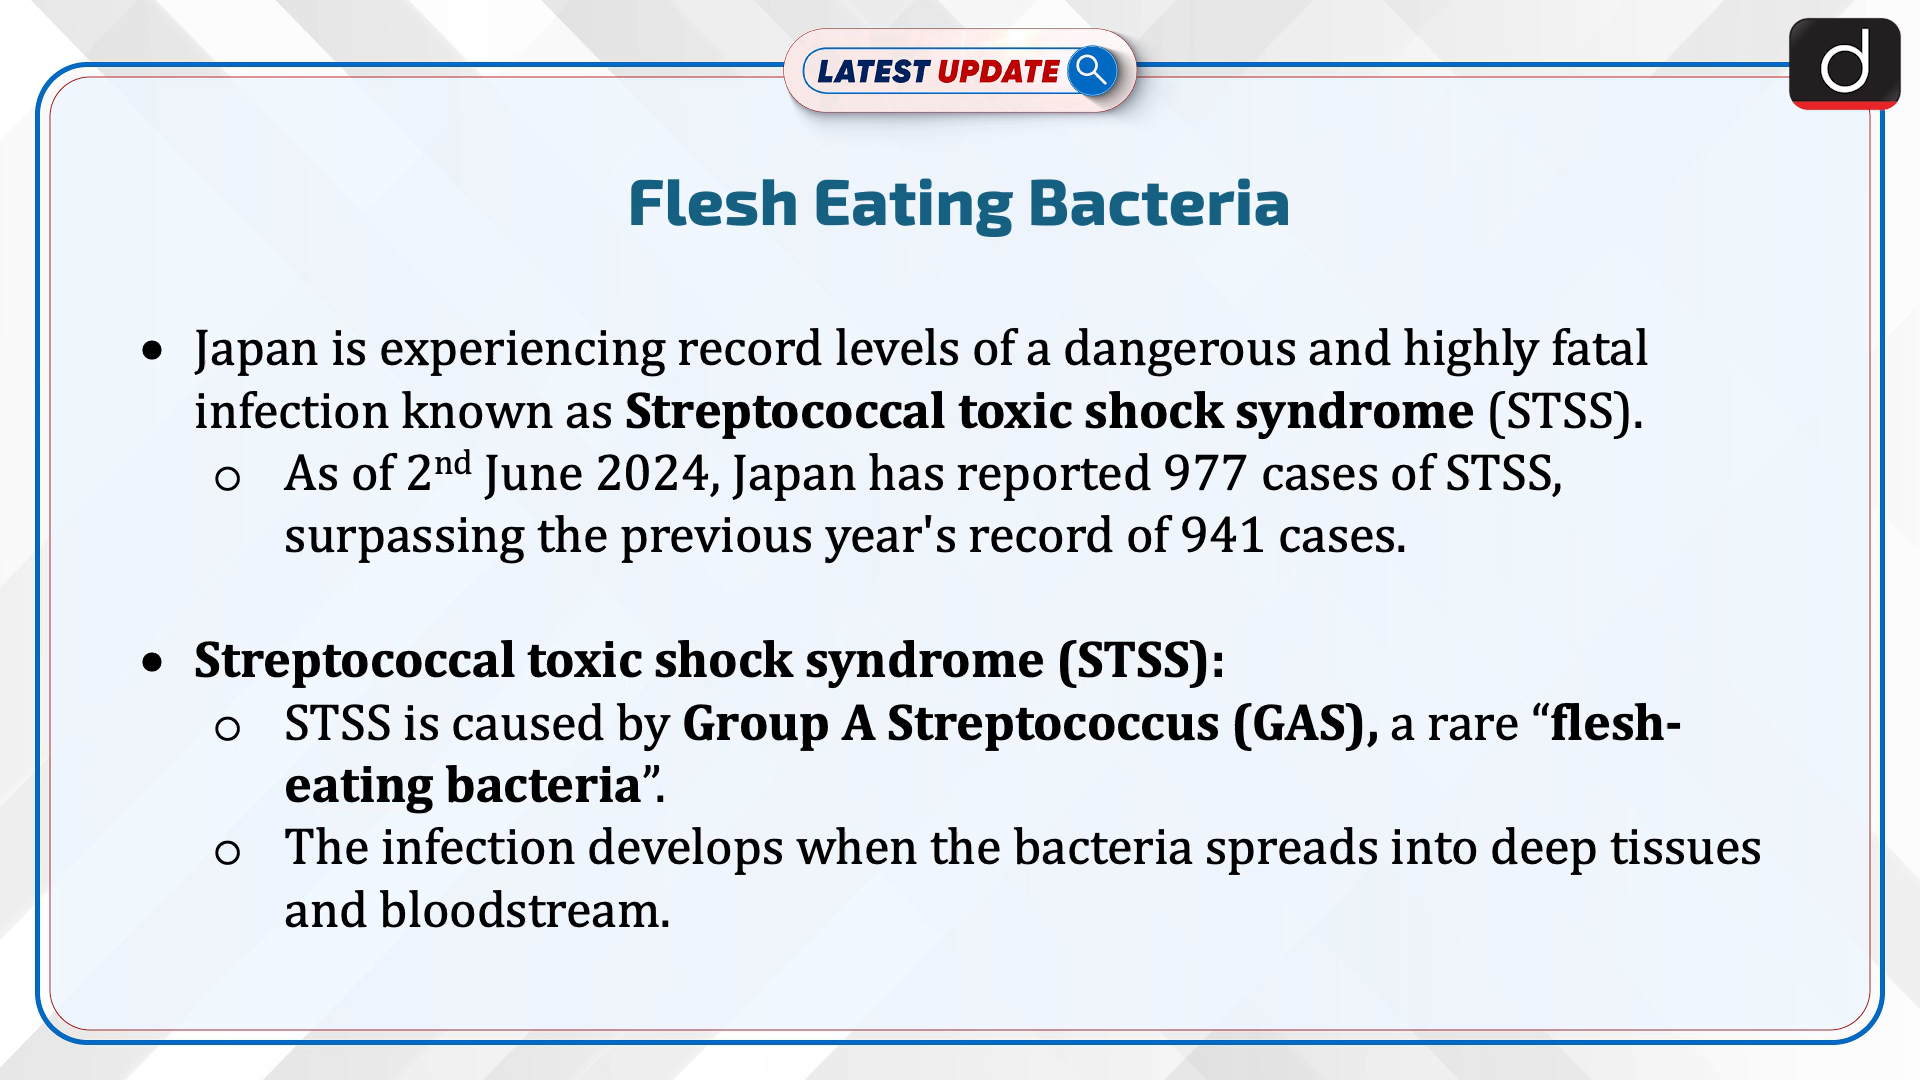 LATEST UPDATE
d
Flesh Eating Bacteria
• Japan is experiencing record levels of a dangerous and highly fatal
infection known as Streptococcal toxic shock syndrome (STSS).
○ As of 2nd June 2024, Japan has reported 977 cases of STSS,
surpassing the previous year's record of 941 cases.
• Streptococcal toxic shock syndrome (STSS):
○ STSS is caused by Group A Streptococcus (GAS), a rare “flesh-
eating bacteria”.
○ The infection develops when the bacteria spreads into deep tissues
and bloodstream.